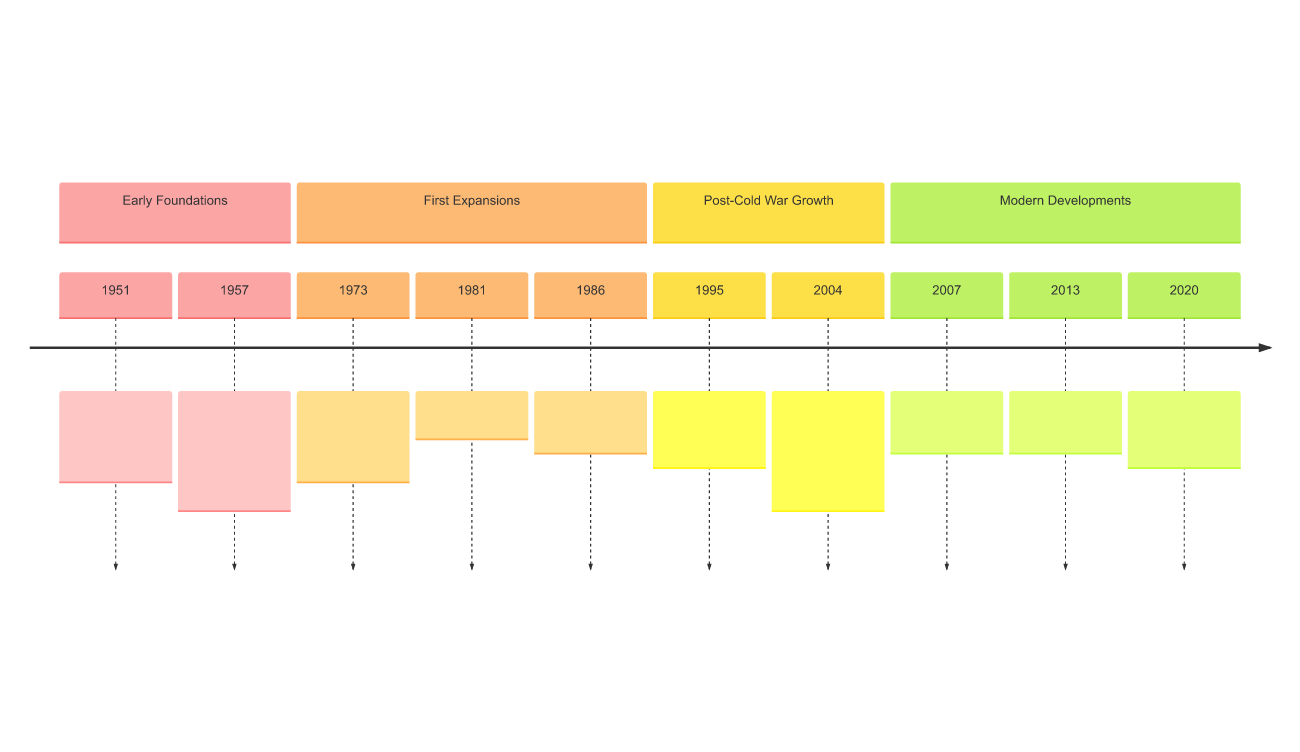 Early Foundations
First Expansions
Post-Cold War Growth
Modern Developments
1951
1957
1973
1981
1986
1995
2004
2007
2013
2020